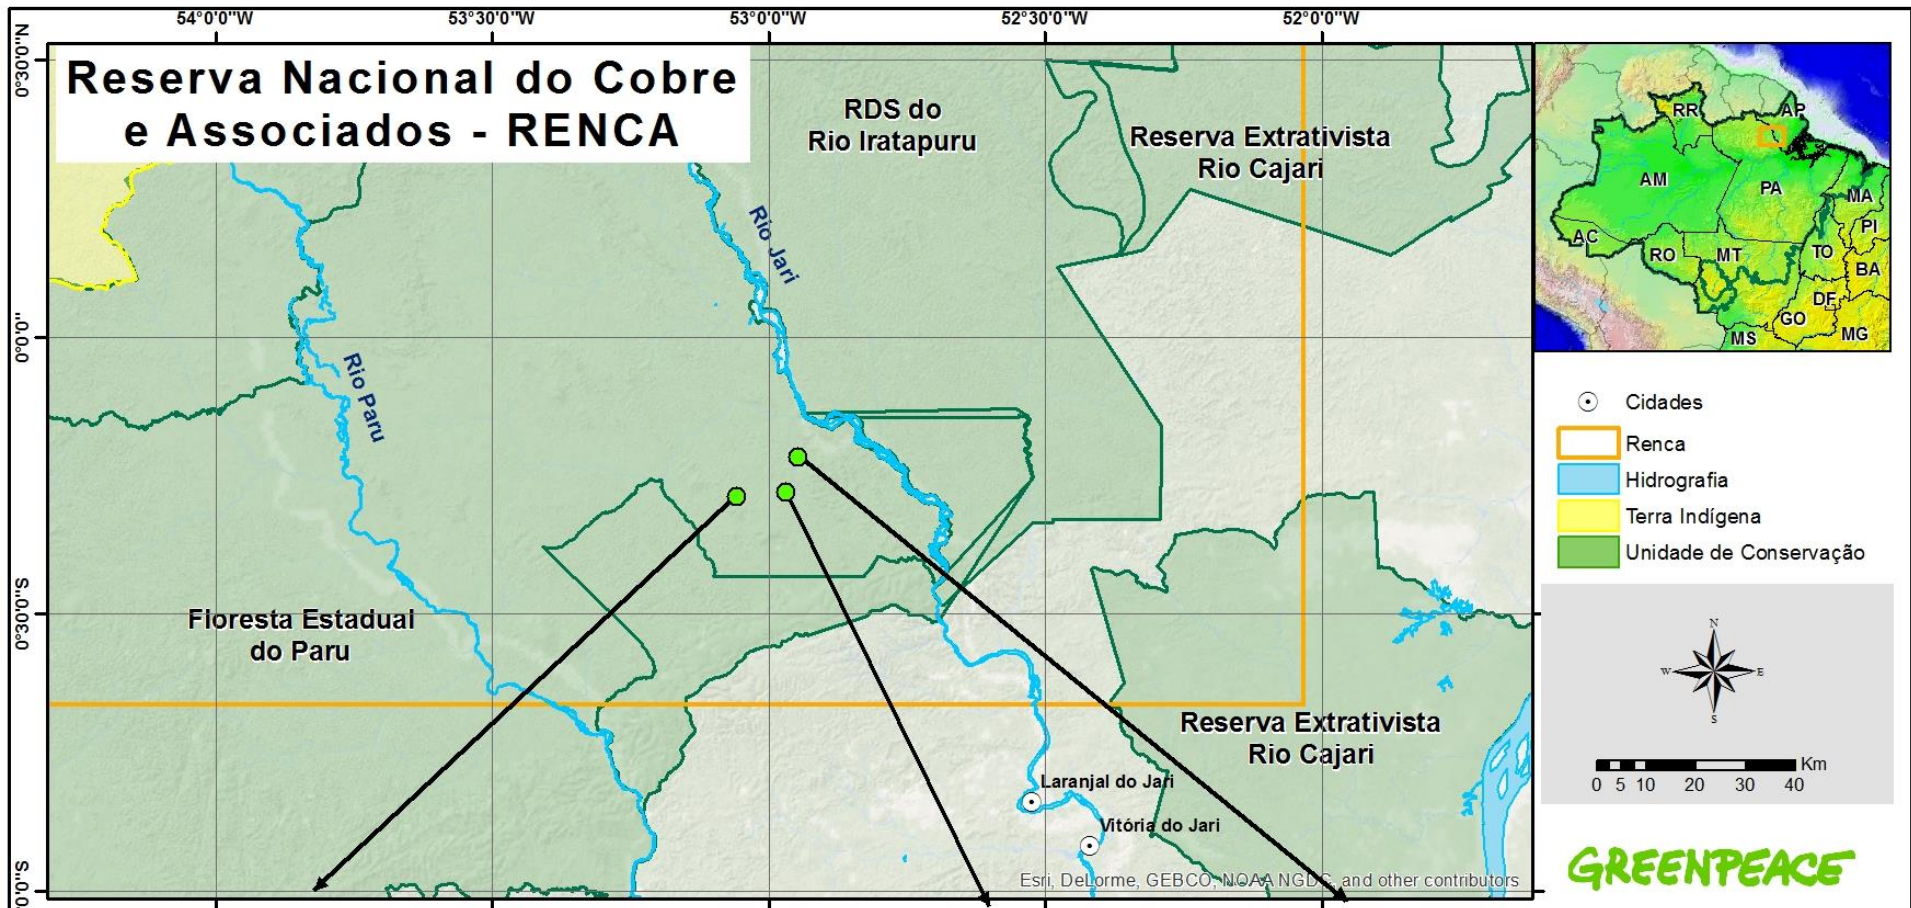 54°0'0"W
53°30'0"W
53°0'0"W
52°30'0"W
52°0'0"W
0°30'0"N
0°0'0"
0°30'0"S
0°0"S
Reserva Nacional do Cobre
e Associados - RENCA
RDS do
Rio Iratapuru
Reserva Extrativista
Rio Cajari
Rio Jari
Rio Paru
Floresta Estadual
do Paru
Reserva Extrativista
Rio Cajari
Laranjal do Jari
Vitória do Jari
Esri, DeLorme, GEBCO, NOAA NGDC, and other contributors
RR
AP
AM
PA
MA
PI
AC
RO
MT
TO
BA
DF
GO
MS
MG
Cidades
Renca
Hidrografia
Terra Indígena
Unidade de Conservação
N
W
E
S
Km
0 5 10 20 30 40
GREENPEACE